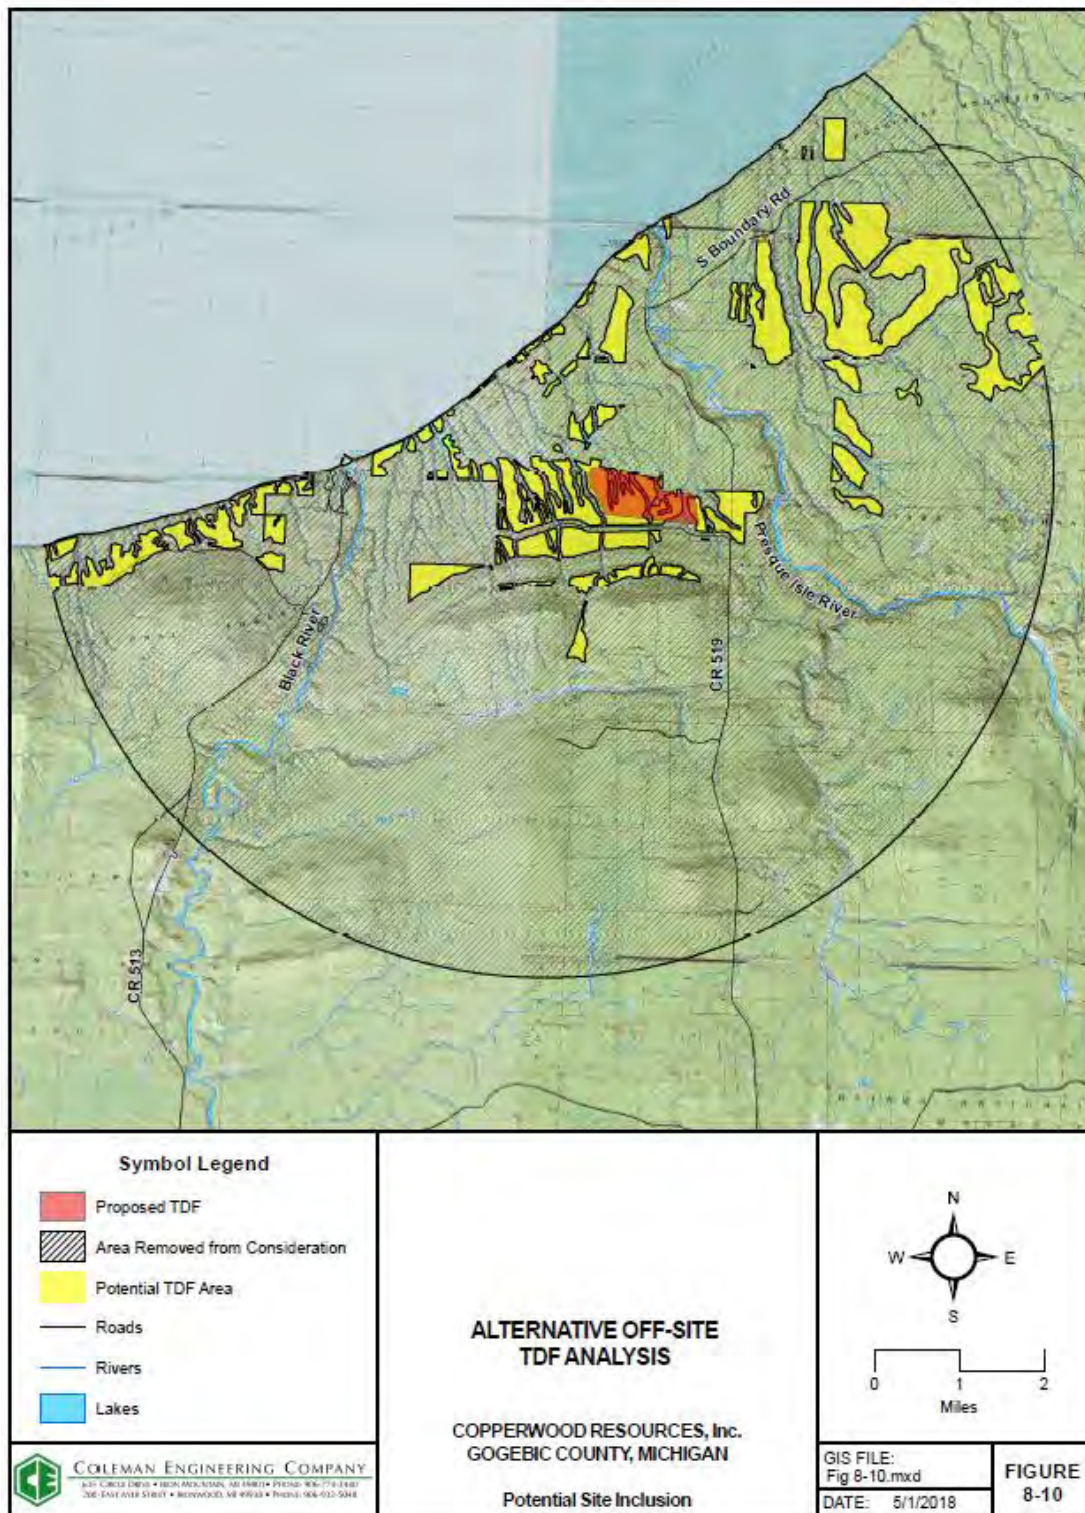 S Boundary Rd
Presque Isle River
Black River
CR 519
CR 513
Symbol Legend
Proposed TDF
Area Removed from Consideration
Potential TDF Area
Roads
Rivers
Lakes
COLEMAN ENGINEERING COMPANY
ALTERNATIVE OFF-SITE
TDF ANALYSIS
COPPERWOOD RESOURCES, Inc.
GOGEBIC COUNTY, MICHIGAN
Potential Site Inclusion
N
W
E
S
0 1 2
Miles
GIS FILE:
Fig 8-10.mxd
DATE: 5/1/2018
FIGURE
8-10